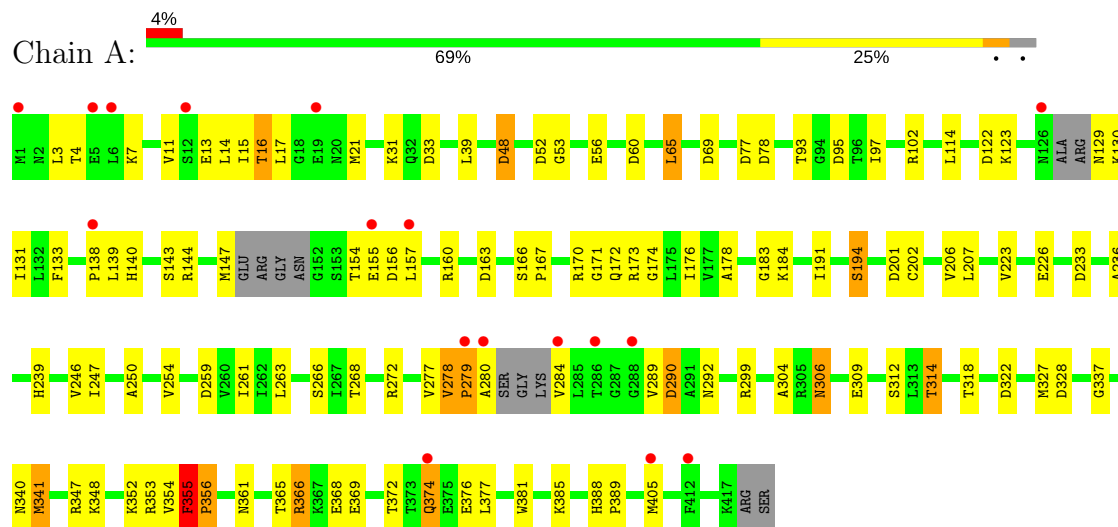 4%
Chain A:
69% 25% • •
M1 N2 L3 T4 E5 L6 K7 V11 S12 E13 L14 I15 T16 L17 G18 E19 N20 M21 K31 Q32 D33 L39 D48 D52 G53 E56 D60 L65 D69 D77 D78 T93 G94 D95 T96 I97 R102 L114 D122 K123 N126 ALA ARG N129
I131 L132 F133 P138 L139 H140 S143 R144 M147 GLU ARG GLY ASN G152 S153 T154 E155 D156 L157 R160 D163 S166 P167 R170 G171 Q172 R173 G174 L175 I176 V177 A178 G183 K184 I191 S194 D201 C202 V206 L207 V223 E226 D233 A236
H239 V246 I247 A250 V254 D259 V260 I261 I262 L263 S266 I267 T268 R272 V277 V278 P279 A280 SER GLY LYS V284 L285 T286 G287 G288 V289 D290 A291 N292 R299 A304 R305 N306 E309 S312 L313 T314 T318 D322 M327 D328 G337
N340 M341 R347 K348 K352 R353 V354 F355 P356 N361 T365 R366 K367 E368 E369 T372 T373 Q374 E375 E376 L377 W381 K385 H388 P389 M405 F412 K417 ARG SER